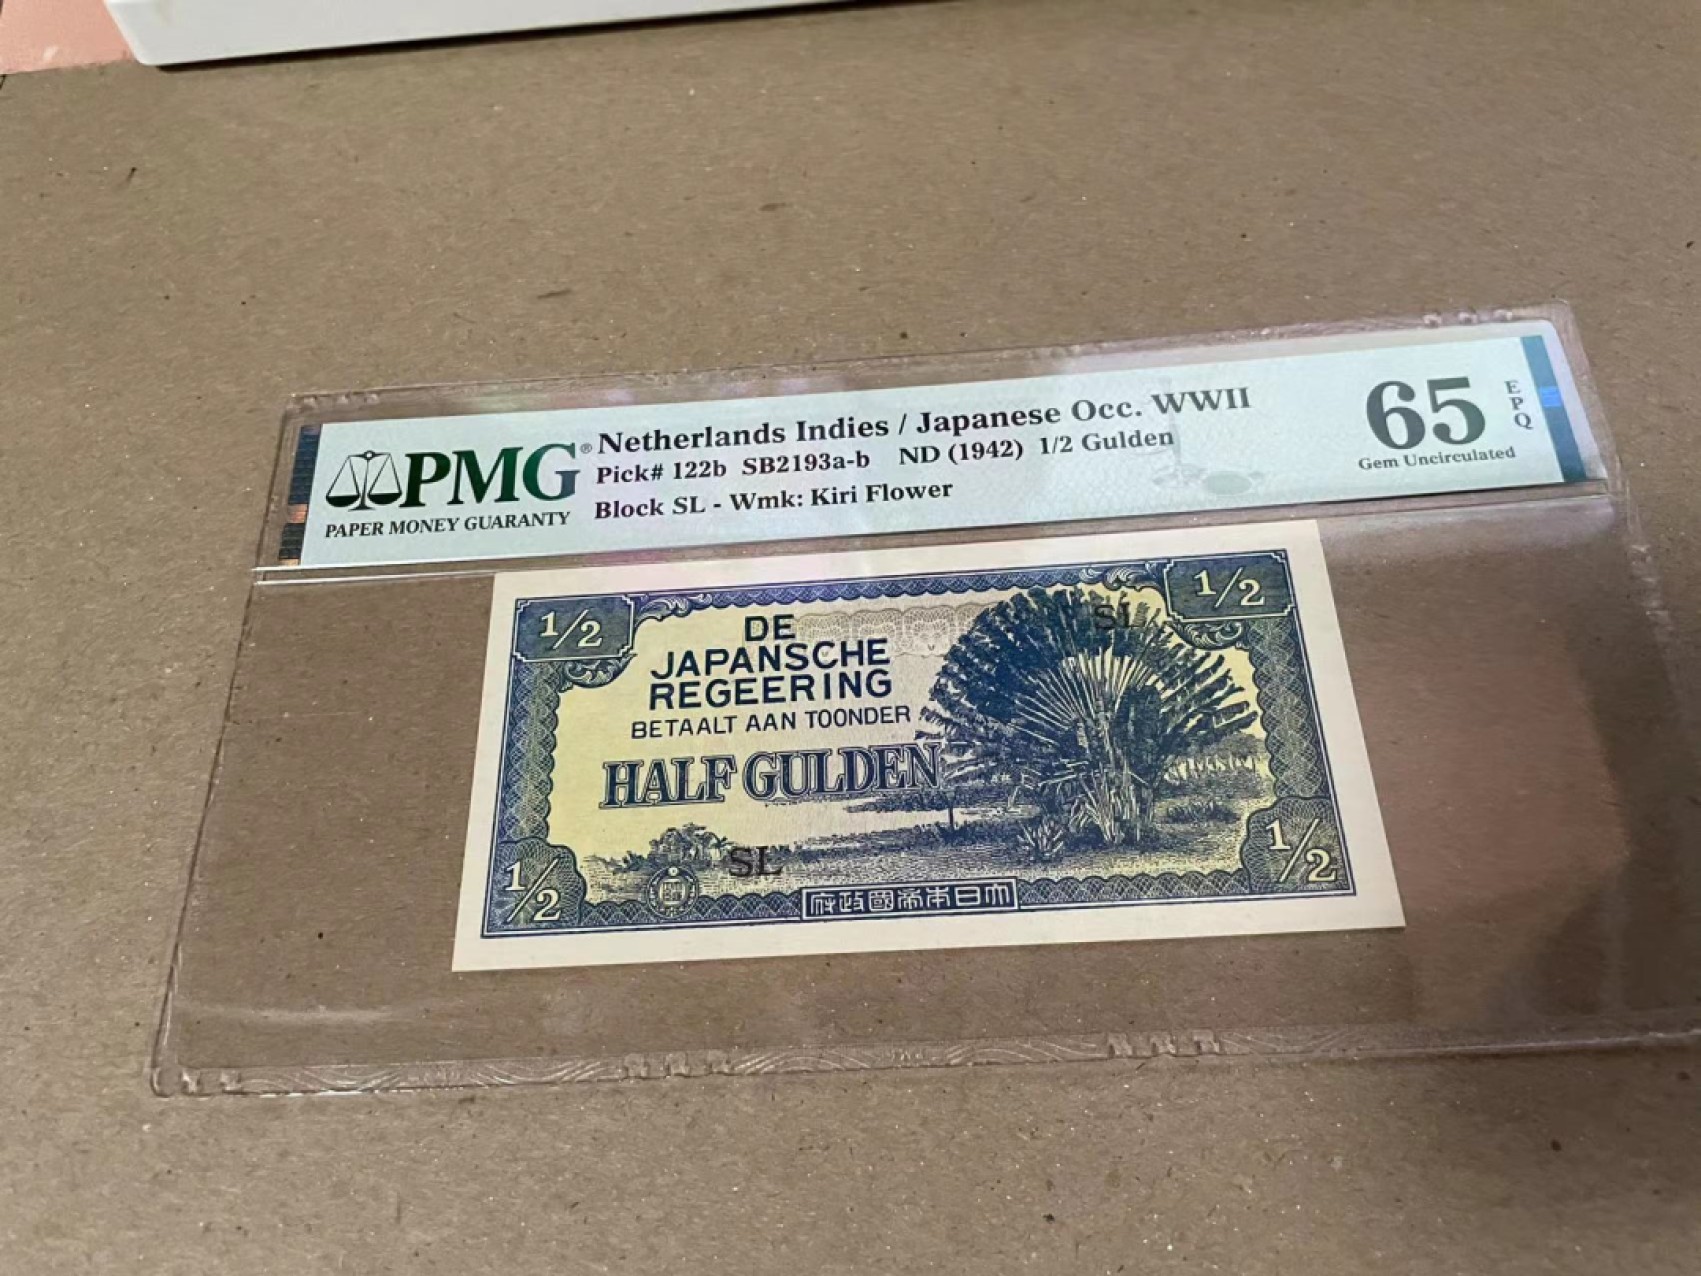 PMG®
PAPER MONEY GUARANTY
Netherlands Indies / Japanese Occ. WWII
Pick# 122b SB2193a-b ND (1942) 1/2 Gulden
Block SL - Wmk: Kiri Flower
65
EPQ
Gem Uncirculated
1/2
1/2
SL
DE
JAPANSCHE
REGEERING
BETAALT AAN TOONDER
HALF GULDEN
SL
1/2
1/2
府政國帝本日大